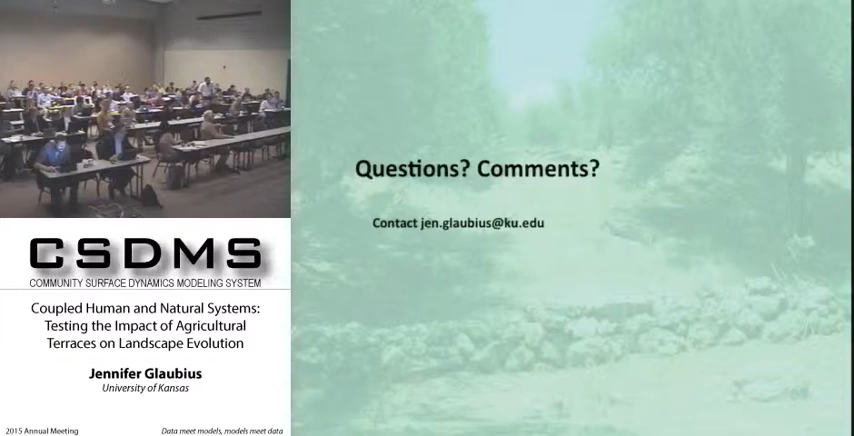 CSDMS
COMMUNITY SURFACE DYNAMICS MODELING SYSTEM
Coupled Human and Natural Systems:
Testing the Impact of Agricultural
Terraces on Landscape Evolution
Jennifer Glaubius
University of Kansas
2015 Annual Meeting
Data meet models, models meet data
Questions? Comments?
Contact jen.glaubius@ku.edu